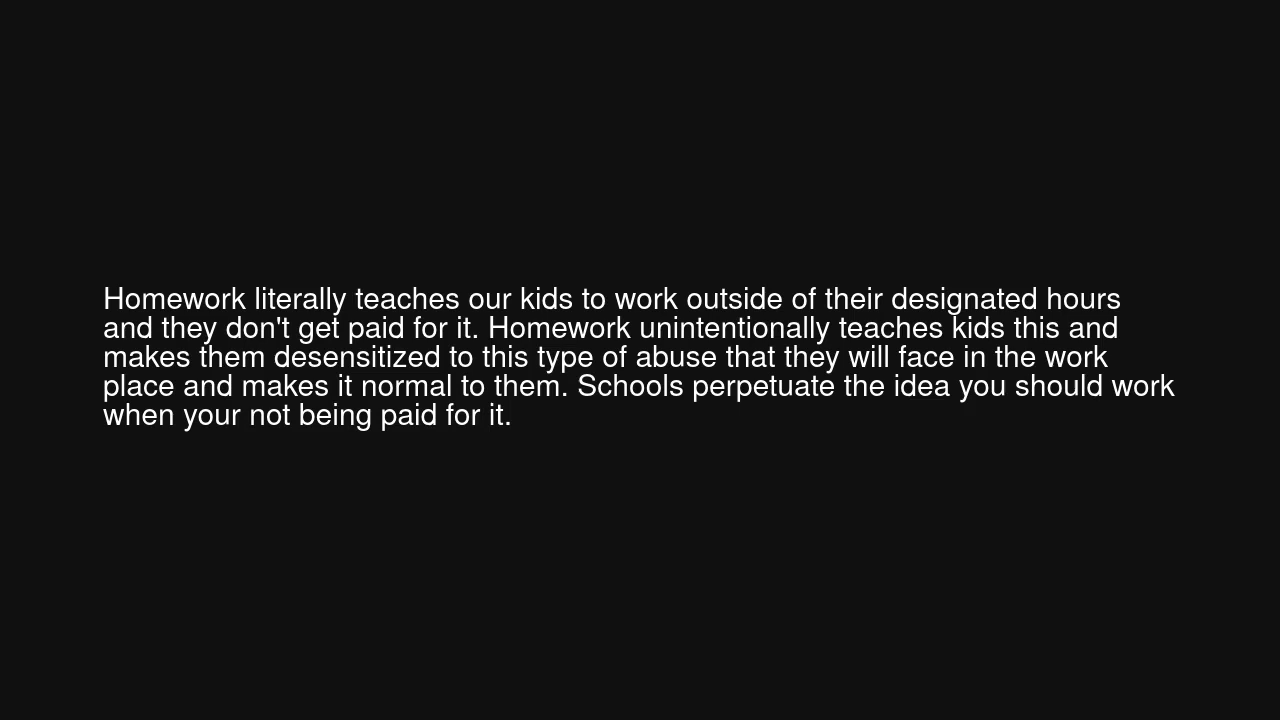 Homework literally teaches our kids to work outside of their designated hours
and they don't get paid for it. Homework unintentionally teaches kids this and
makes them desensitized to this type of abuse that they will face in the work
place and makes it normal to them. Schools perpetuate the idea you should work
when your not being paid for it.